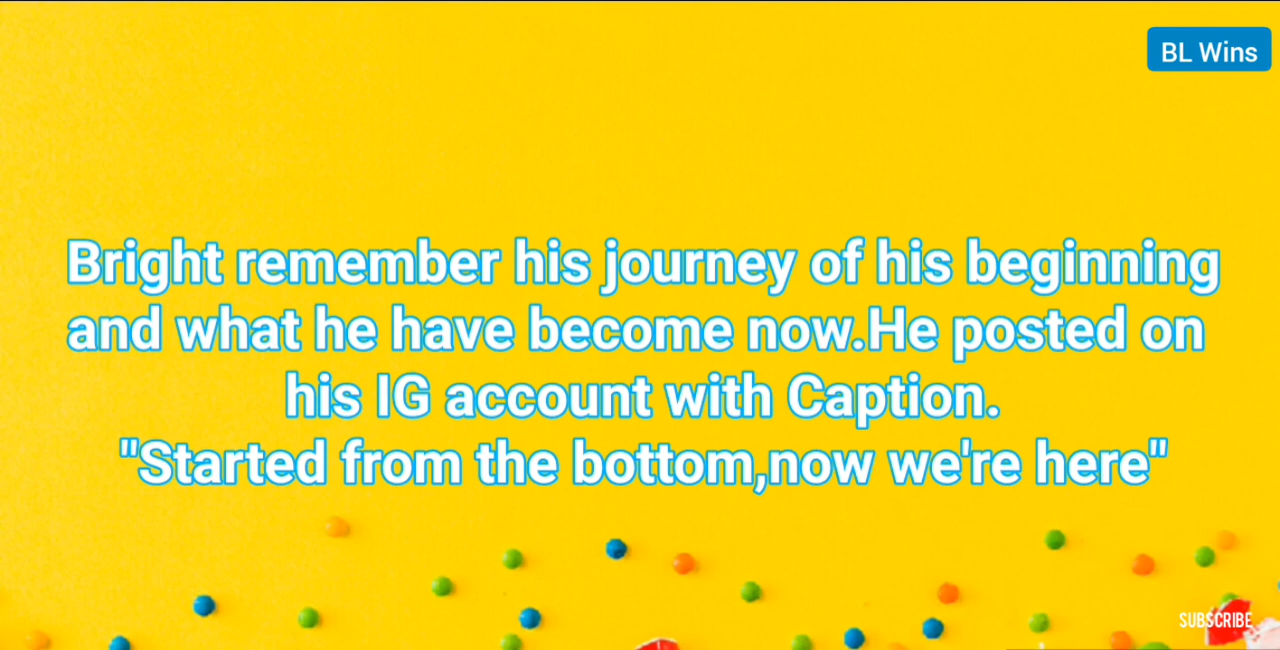 BL Wins
Bright remember his journey of his beginning
and what he have become now.He posted on
his IG account with Caption.
"Started from the bottom,now we're here"
SUBSCRIBE